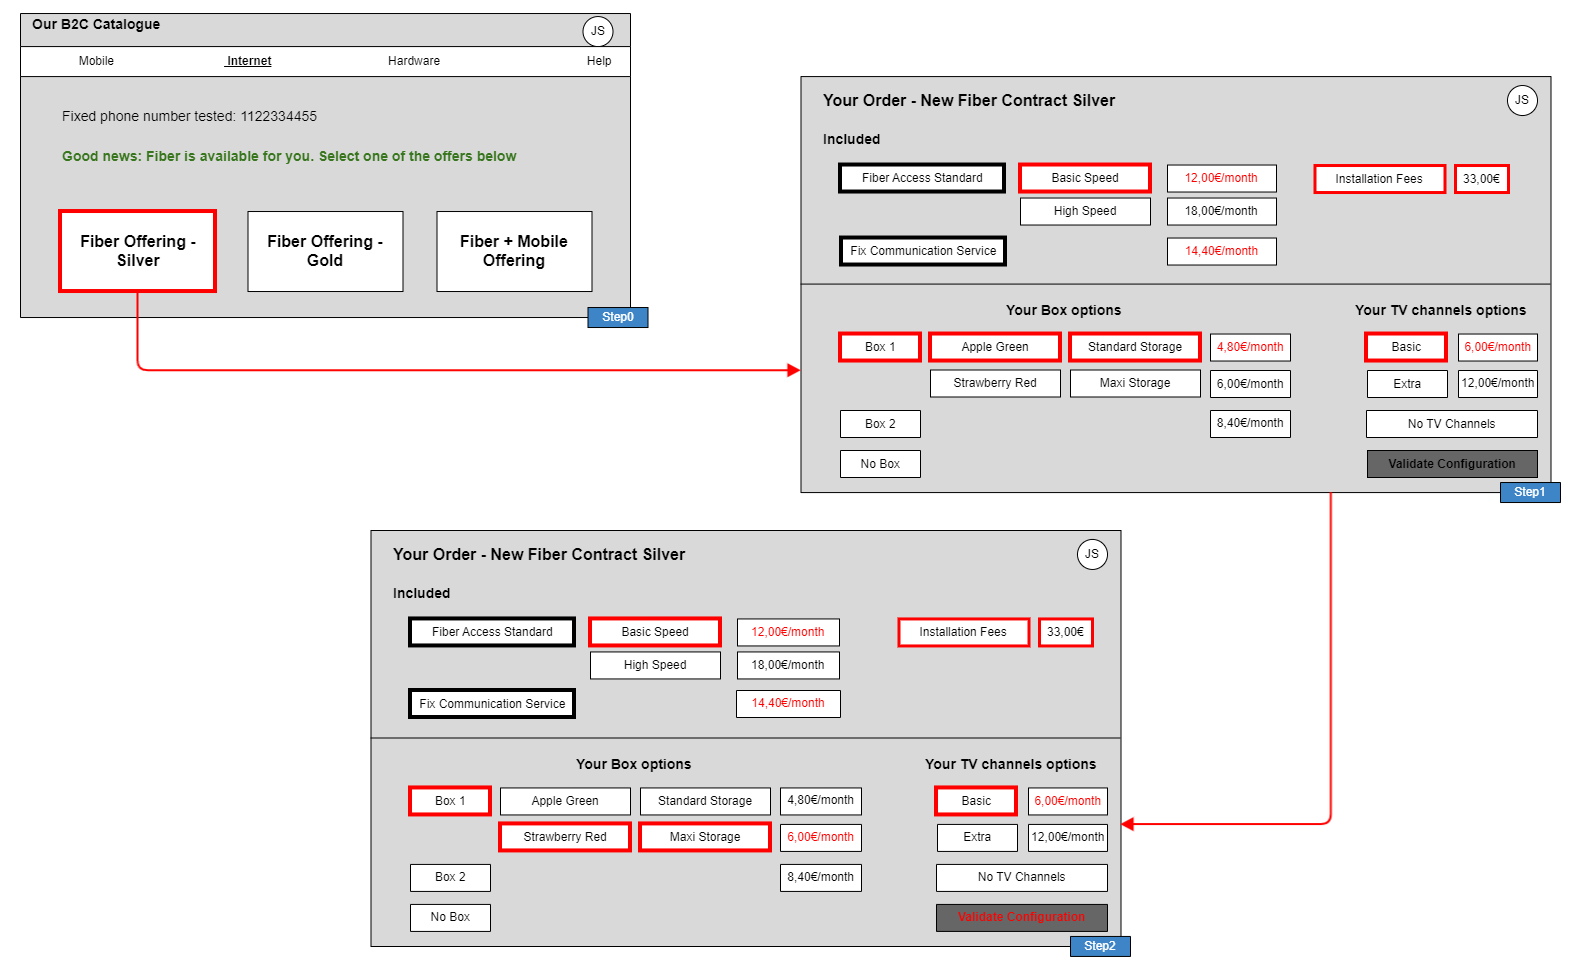 Our B2C Catalogue
JS
Mobile
Internet
Hardware
Help
Fixed phone number tested: 1122334455
Good news: Fiber is available for you. Select one of the offers below
Fiber Offering -
Silver
Fiber Offering -
Gold
Fiber + Mobile
Offering
Step0
Your Order - New Fiber Contract Silver
JS
Included
Fiber Access Standard
Basic Speed
12,00€/month
Installation Fees
33,00€
High Speed
18,00€/month
Fix Communication Service
14,40€/month
Your Box options
Your TV channels options
Box 1
Apple Green
Standard Storage
4,80€/month
Basic
6,00€/month
Strawberry Red
Maxi Storage
6,00€/month
Extra
12,00€/month
Box 2
8,40€/month
No TV Channels
No Box
Validate Configuration
Step1
Your Order - New Fiber Contract Silver
JS
Included
Fiber Access Standard
Basic Speed
12,00€/month
Installation Fees
33,00€
High Speed
18,00€/month
Fix Communication Service
14,40€/month
Your Box options
Your TV channels options
Box 1
Apple Green
Standard Storage
4,80€/month
Basic
6,00€/month
Strawberry Red
Maxi Storage
6,00€/month
Extra
12,00€/month
Box 2
8,40€/month
No TV Channels
No Box
Validate Configuration
Step2